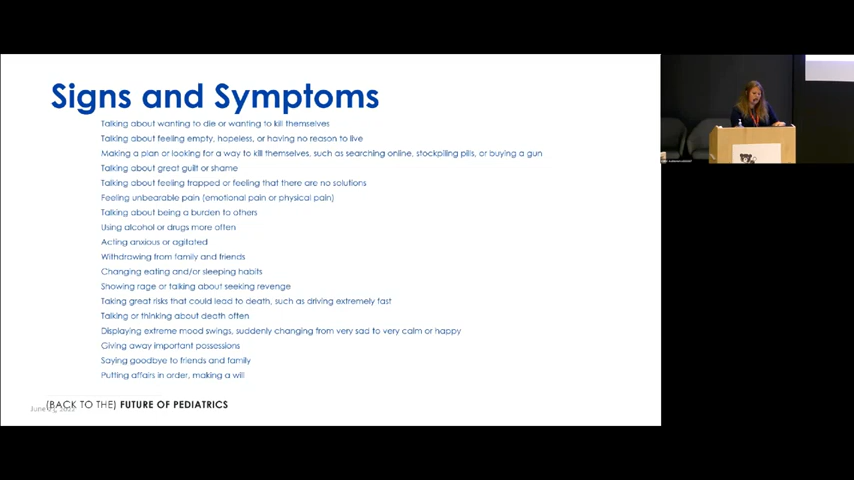 Signs and Symptoms
Talking about wanting to die or wanting to kill themselves
Talking about feeling empty, hopeless, or having no reason to live
Making a plan or looking for a way to kill themselves, such as searching online, stockpiling pills, or buying a gun
Talking about great guilt or shame
Talking about feeling trapped or feeling that there are no solutions
Feeling unbearable pain (emotional pain or physical pain)
Talking about being a burden to others
Using alcohol or drugs more often
Acting anxious or agitated
Withdrawing from family and friends
Changing eating and/or sleeping habits
Showing rage or talking about seeking revenge
Taking great risks that could lead to death, such as driving extremely fast
Talking or thinking about death often
Displaying extreme mood swings, suddenly changing from very sad to very calm or happy
Giving away important possessions
Saying goodbye to friends and family
Putting affairs in order, making a will
(BACK TO THE) FUTURE OF PEDIATRICS
June